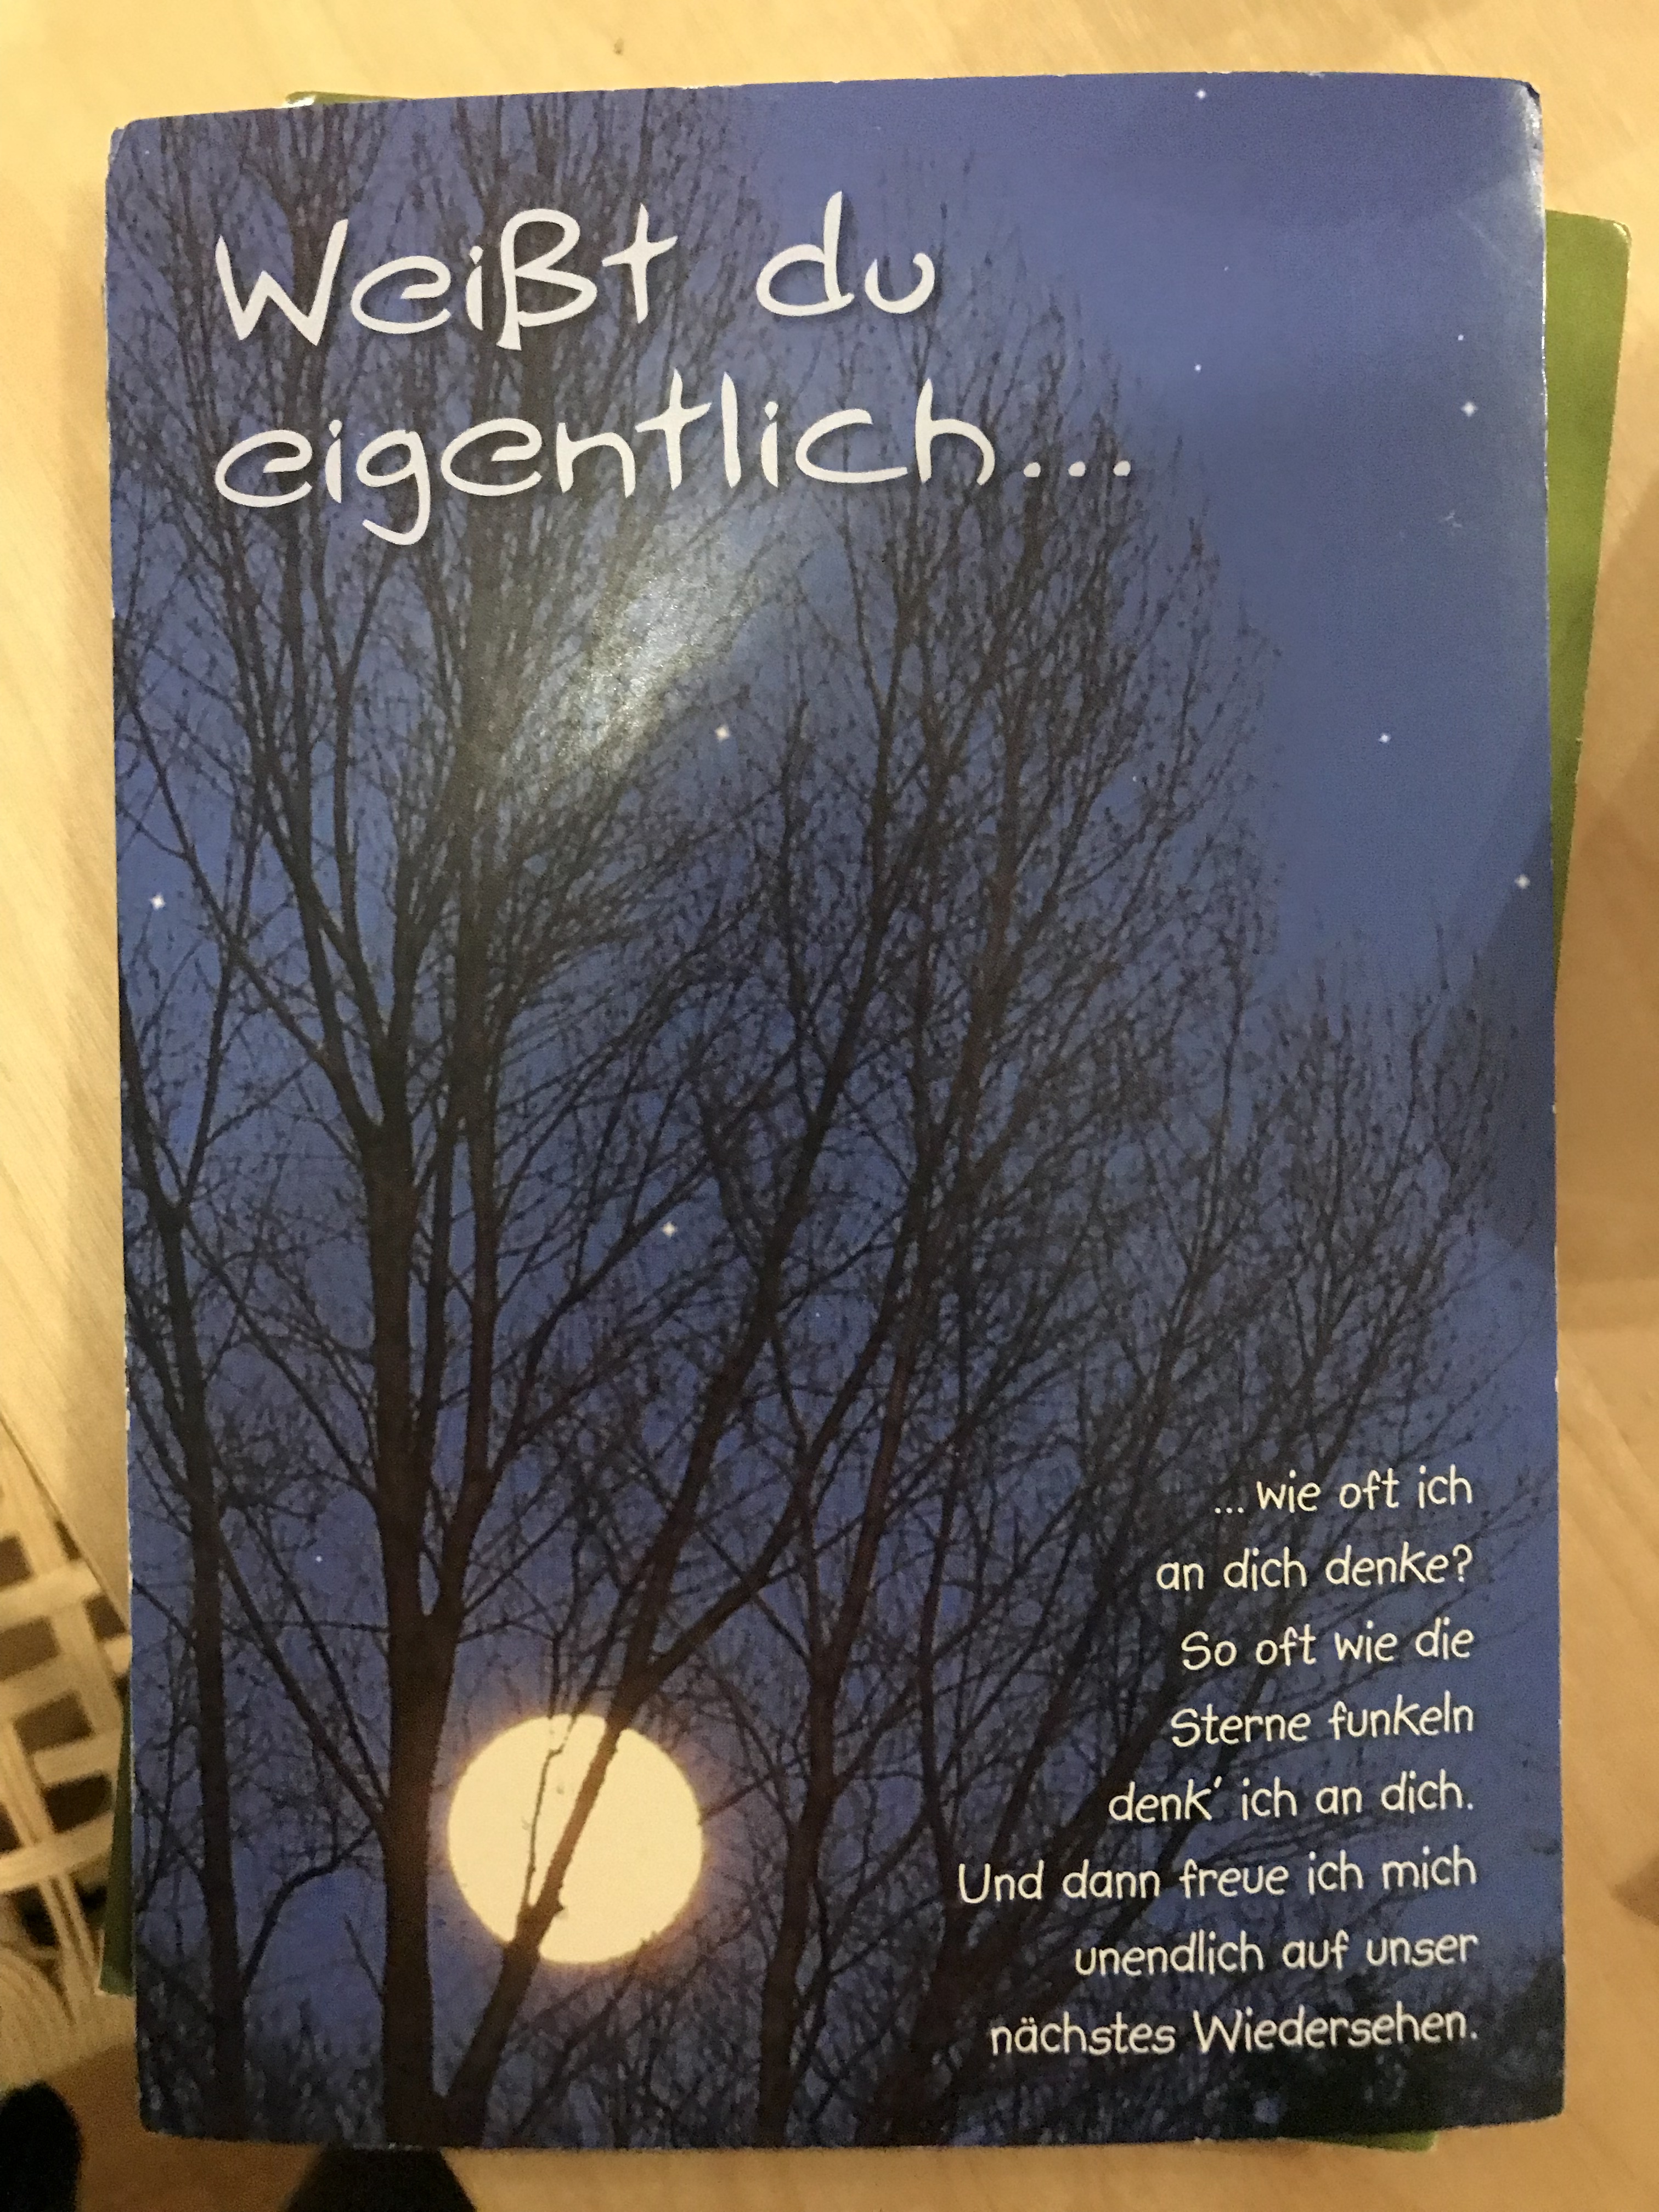 Weißt du
eigentlich...
...wie oft ich
an dich denke?
So oft wie die
Sterne funkeln
denk' ich an dich.
Und dann freue ich mich
unendlich auf unser
nächstes Wiedersehen.